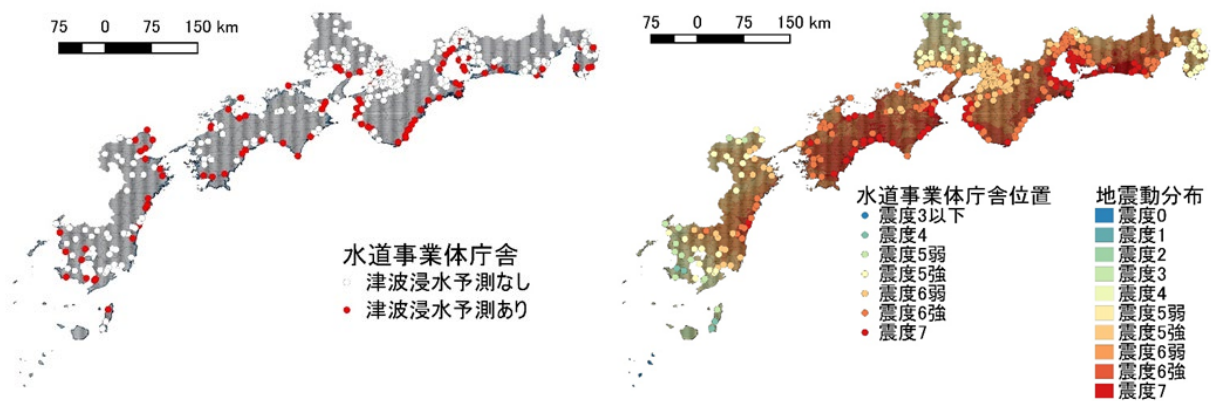 75 0 75 150 km
水道事業体庁舎
津波浸水予測なし
津波浸水予測あり
75 0 75 150 km
水道事業体庁舎位置
震度3以下
震度4
震度5弱
震度5強
震度6弱
震度6強
震度7
地震動分布
震度0
震度1
震度2
震度3
震度4
震度5弱
震度5強
震度6弱
震度6強
震度7